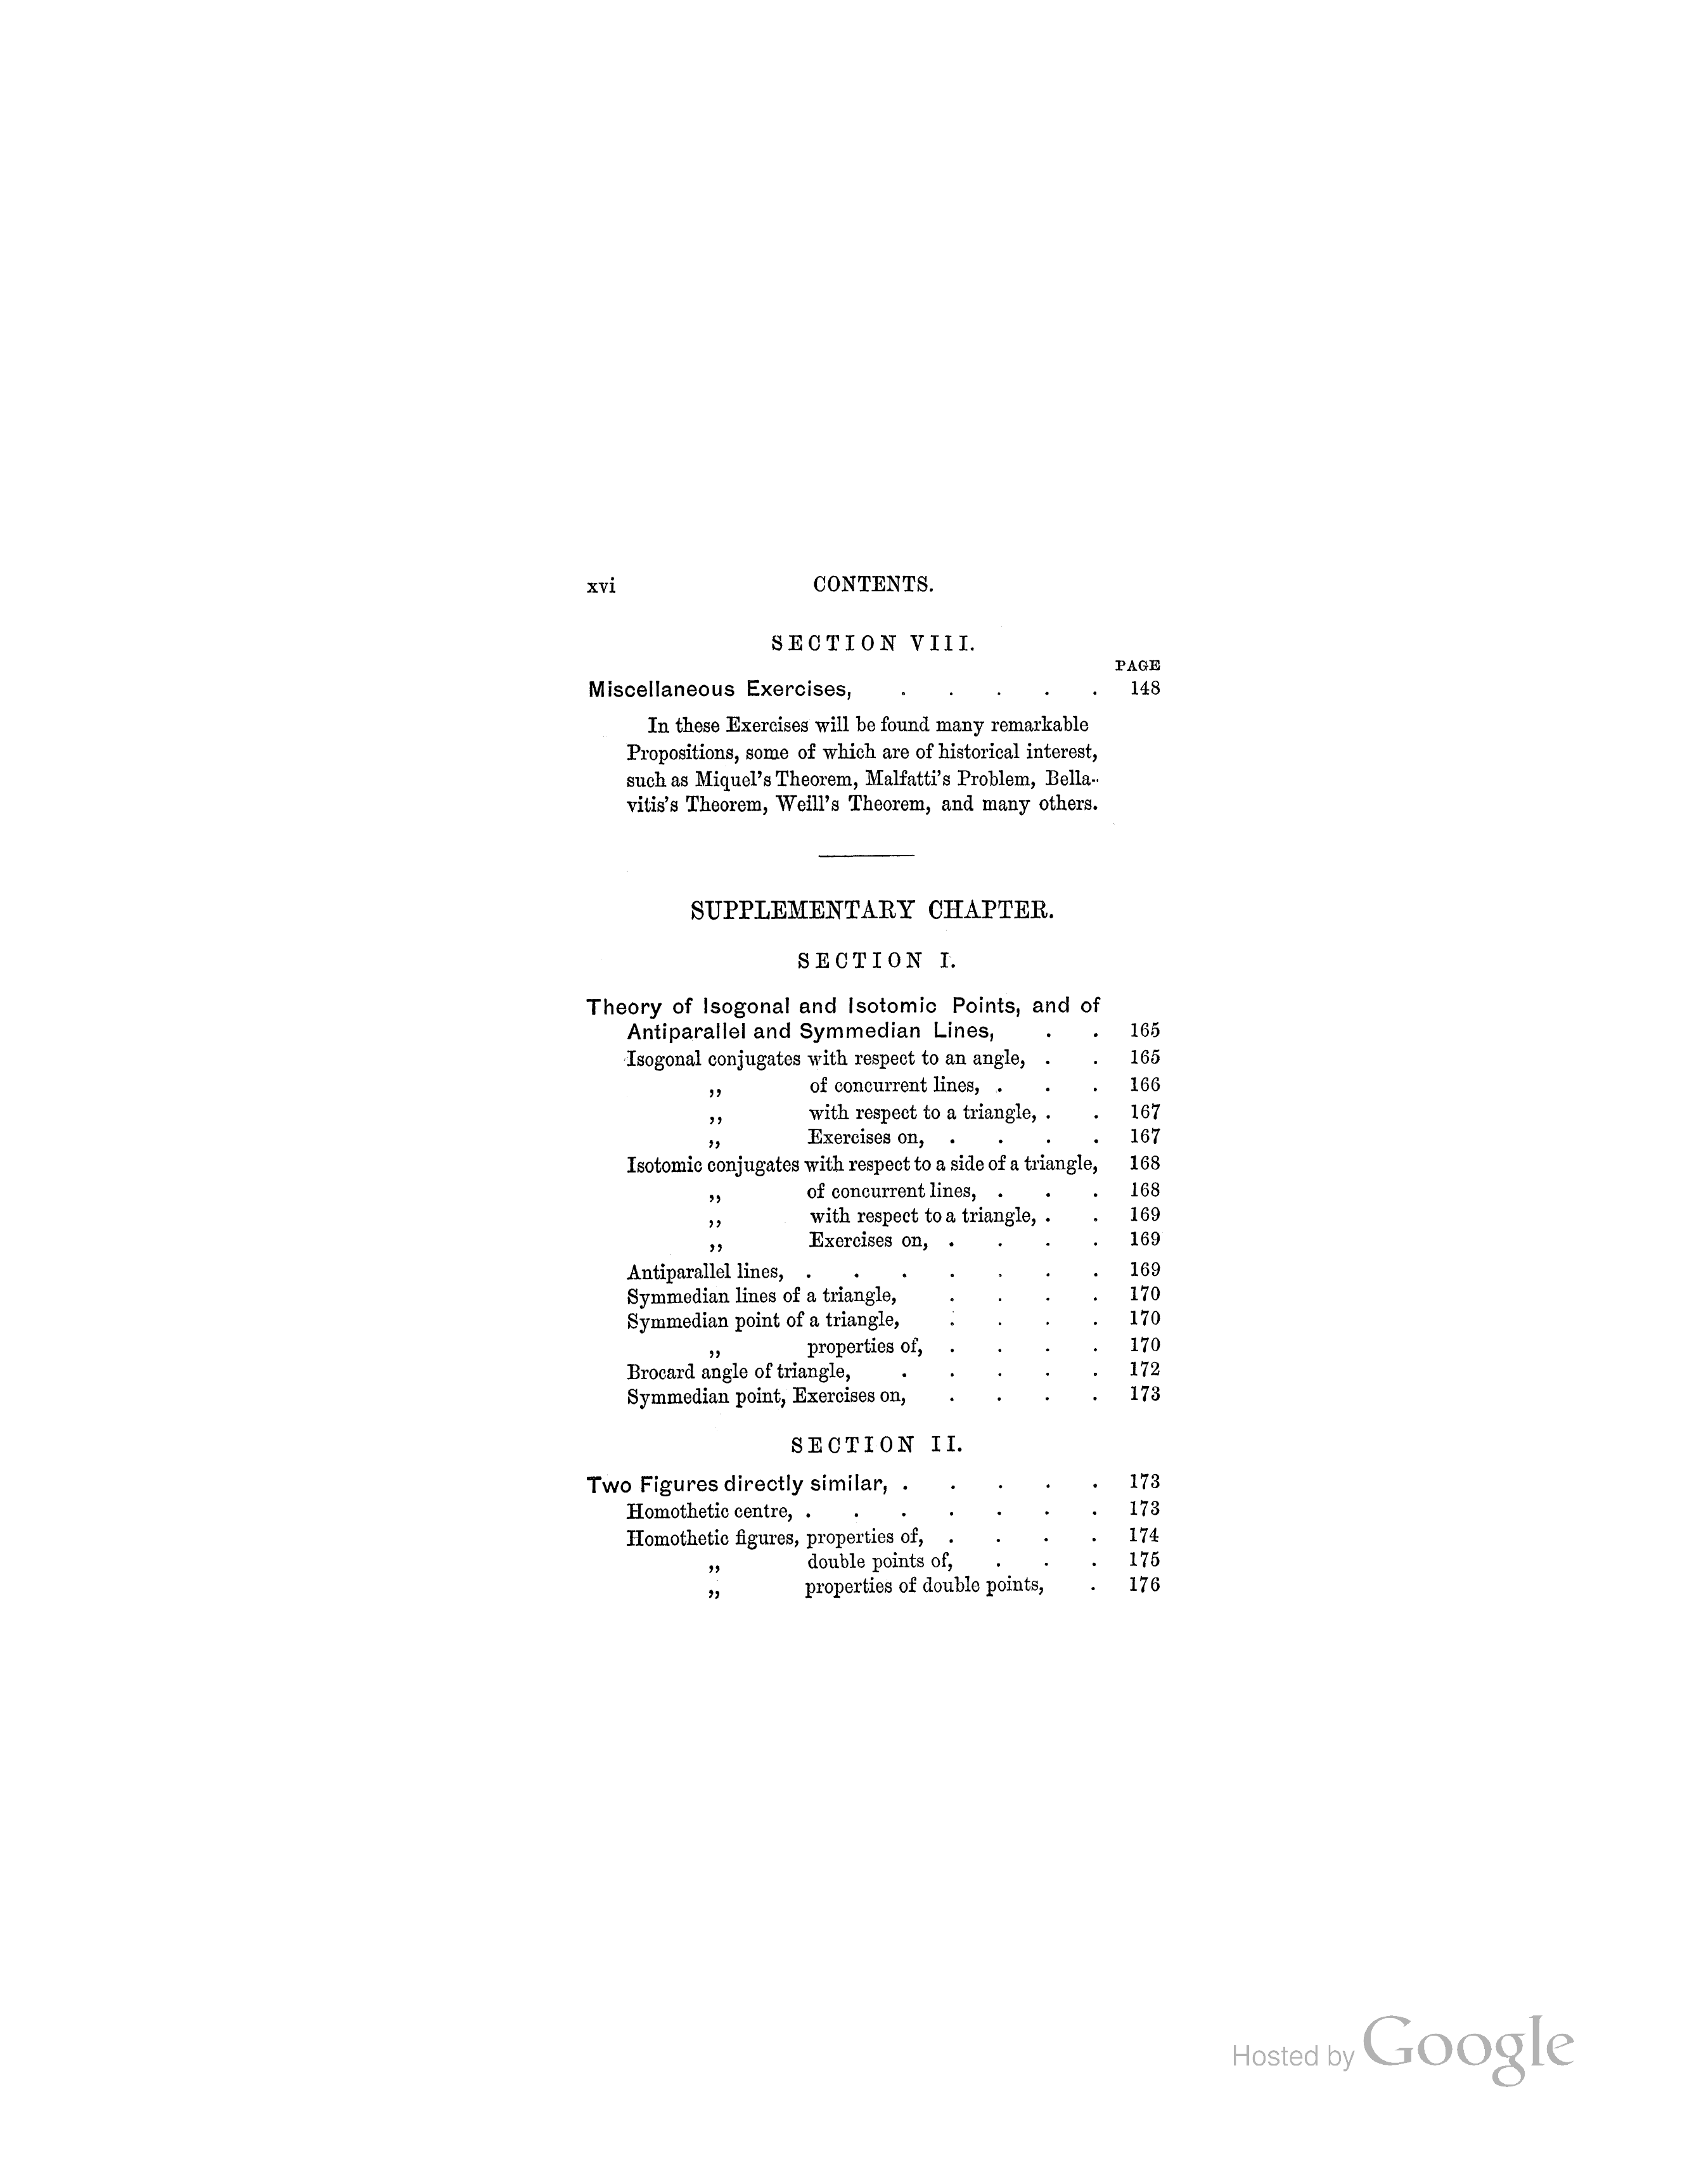 xvi CONTENTS.
SECTION VIII.
PAGE
Miscellaneous Exercises, . . . . . 148
In these Exercises will be found many remarkable
Propositions, some of which are of historical interest,
such as Miquel's Theorem, Malfatti's Problem, Bella-
vitis's Theorem, Weill's Theorem, and many others.
SUPPLEMENTARY CHAPTER.
SECTION I.
Theory of Isogonal and Isotomic Points, and of
Antiparallel and Symmedian Lines, . . 165
Isogonal conjugates with respect to an angle, . . 165
,, of concurrent lines, . . . 166
,, with respect to a triangle, . . 167
,, Exercises on, . . . . 167
Isotomic conjugates with respect to a side of a triangle, 168
,, of concurrent lines, . . . 168
,, with respect to a triangle, . . 169
,, Exercises on, . . . . 169
Antiparallel lines, . . . . . . . 169
Symmedian lines of a triangle, . . . . 170
Symmedian point of a triangle, . . . . 170
,, properties of, . . . . 170
Brocard angle of triangle, . . . . . 172
Symmedian point, Exercises on, . . . . 173
SECTION II.
Two Figures directly similar, . . . . . 173
Homothetic centre, . . . . . . . 173
Homothetic figures, properties of, . . . . 174
,, double points of, . . . 175
,, properties of double points, . 176
Hosted by Google